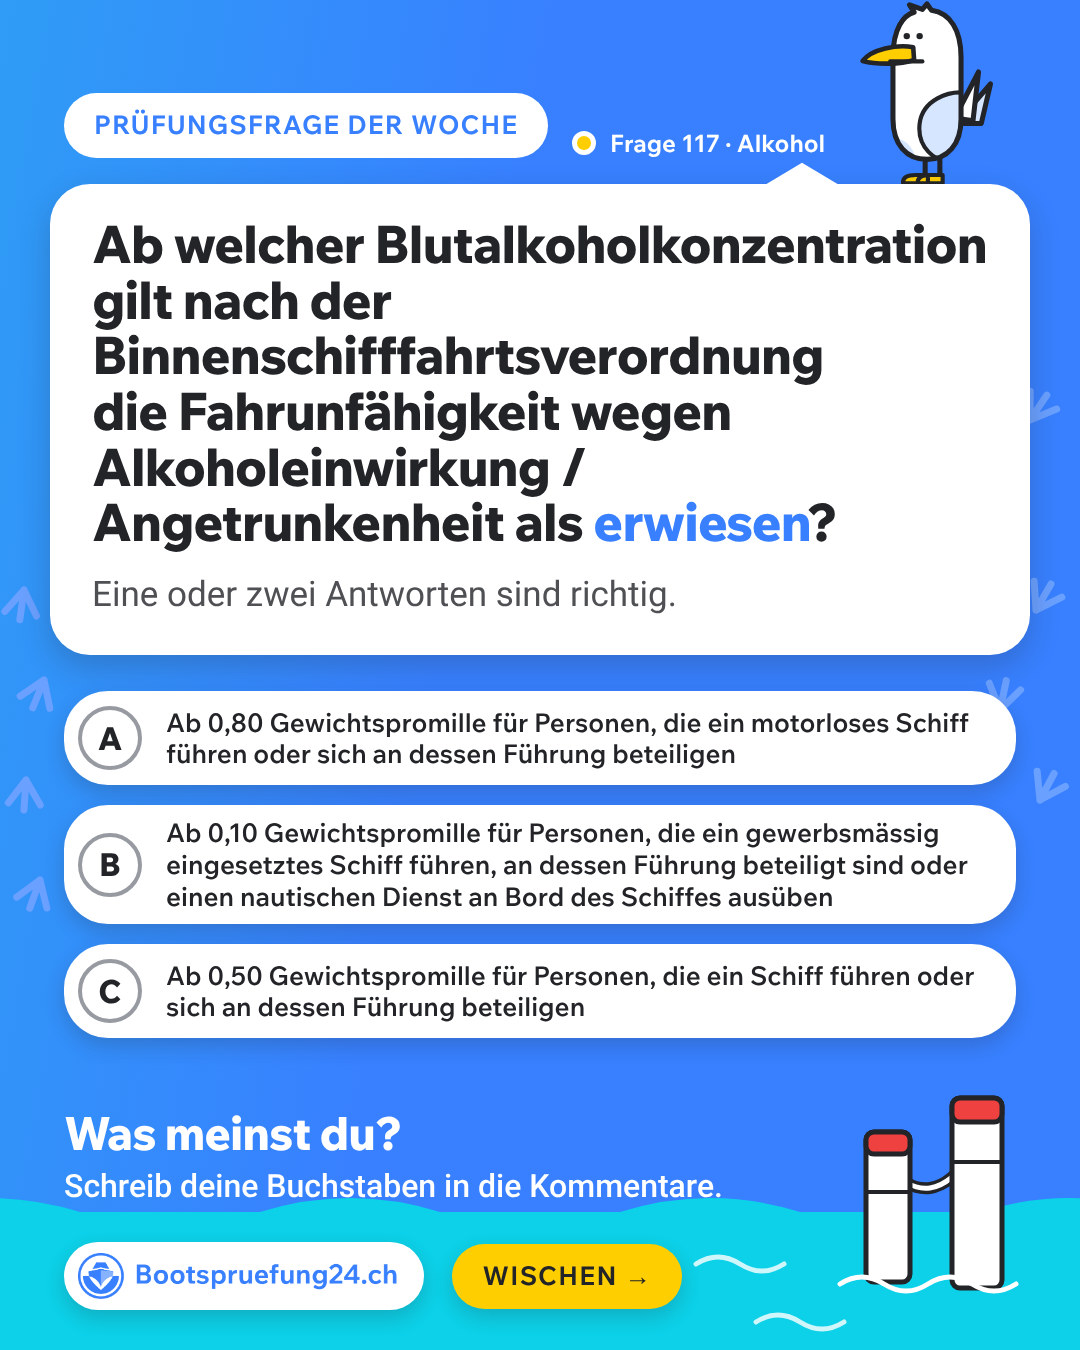 PRÜFUNGSFRAGE DER WOCHE
Frage 117 · Alkohol
Ab welcher Blutalkoholkonzentration
gilt nach der
Binnenschifffahrtsverordnung
die Fahrunfähigkeit wegen
Alkoholeinwirkung /
Angetrunkenheit als erwiesen?
Eine oder zwei Antworten sind richtig.
A
Ab 0,80 Gewichtspromille für Personen, die ein motorloses Schiff
führen oder sich an dessen Führung beteiligen
B
Ab 0,10 Gewichtspromille für Personen, die ein gewerbsmässig
eingesetztes Schiff führen, an dessen Führung beteiligt sind oder
einen nautischen Dienst an Bord des Schiffes ausüben
C
Ab 0,50 Gewichtspromille für Personen, die ein Schiff führen oder
sich an dessen Führung beteiligen
Was meinst du?
Schreib deine Buchstaben in die Kommentare.
Bootspruefung24.ch
WISCHEN →